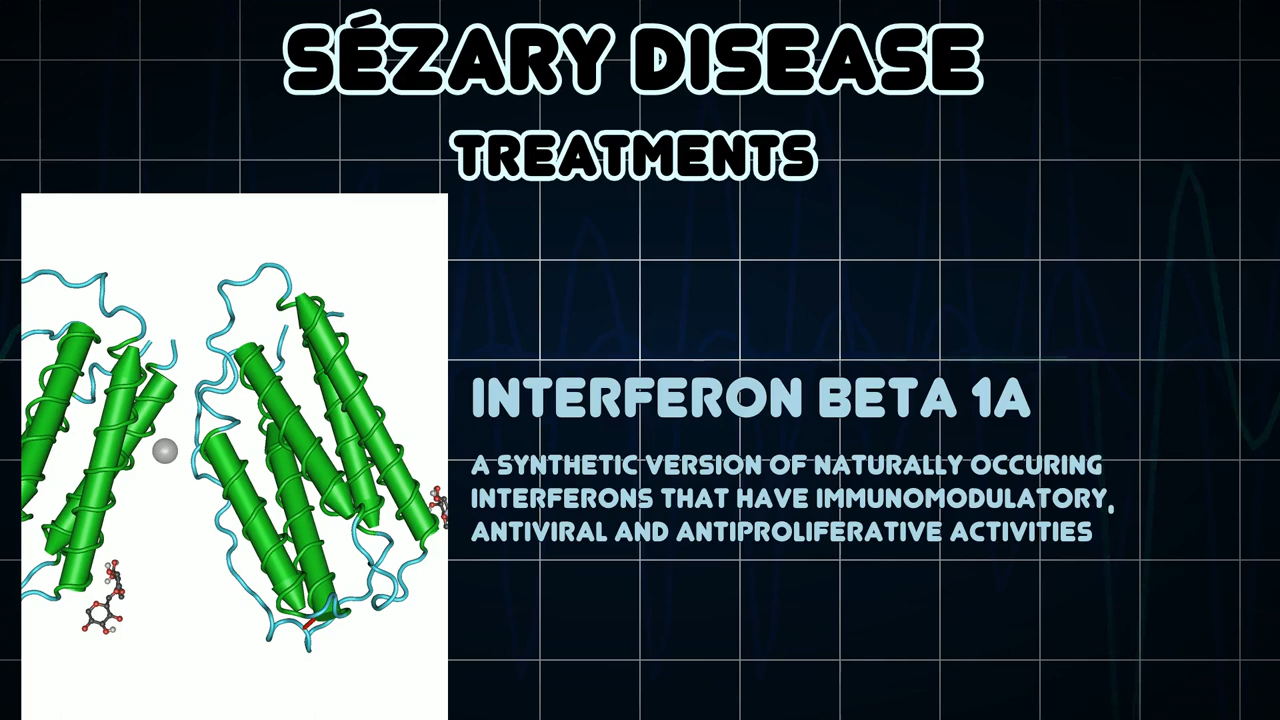 SÉZARY DISEASE
TREATMENTS
INTERFERON BETA 1A
A SYNTHETIC VERSION OF NATURALLY OCCURING
INTERFERONS THAT HAVE IMMUNOMODULATORY,
ANTIVIRAL AND ANTIPROLIFERATIVE ACTIVITIES